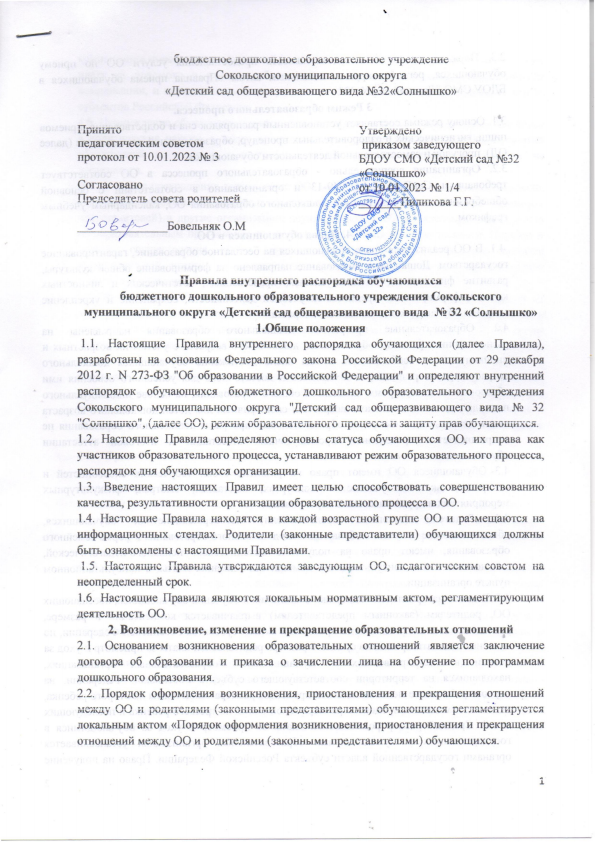 бюджетное дошкольное образовательное учреждение
Сокольского муниципального округа
«Детский сад общеразвивающего вида №32«Солнышко»
Принято
педагогическим советом
протокол от 10.01.2023 № 3
Согласовано
Председатель совета родителей
Бовер
Бовельняк О.М
Утверждено
приказом заведующего
БДОУ СМО «Детский сад №32
«Солнышко»
от 10.01.2023 № 1/4
Пиликова Г.Г.
БДОУ СМО
«Детский сад
№ 32»
Правила внутреннего распорядка обучающихся
бюджетного дошкольного образовательного учреждения Сокольского
муниципального округа «Детский сад общеразвивающего вида № 32 «Солнышко»
1.Общие положения
1.1. Настоящие Правила внутреннего распорядка обучающихся (далее Правила),
разработаны на основании Федерального закона Российской Федерации от 29 декабря
2012 г. N 273-ФЗ "Об образовании в Российской Федерации" и определяют внутренний
распорядок обучающихся бюджетного дошкольного образовательного учреждения
Сокольского муниципального округа "Детский сад общеразвивающего вида № 32
"Солнышко", (далее ОО), режим образовательного процесса и защиту прав обучающихся.
1.2. Настоящие Правила определяют основы статуса обучающихся ОО, их права как
участников образовательного процесса, устанавливают режим образовательного процесса,
распорядок дня обучающихся организации.
1.3. Введение настоящих Правил имеет целью способствовать совершенствованию
качества, результативности организации образовательного процесса в ОО.
1.4. Настоящие Правила находятся в каждой возрастной группе ОО и размещаются на
информационных стендах. Родители (законные представители) обучающихся должны
быть ознакомлены с настоящими Правилами.
1.5. Настоящие Правила утверждаются заведующим ОО, педагогическим советом на
неопределенный срок.
1.6. Настоящие Правила являются локальным нормативным актом, регламентирующим
деятельность ОО.
2. Возникновение, изменение и прекращение образовательных отношений
2.1. Основанием возникновения образовательных отношений является заключение
договора об образовании и приказа о зачислении лица на обучение по программам
дошкольного образования.
2.2. Порядок оформления возникновения, приостановления и прекращения отношений
между ОО и родителями (законными представителями) обучающихся регламентируется
локальным актом «Порядок оформления возникновения, приостановления и прекращения
отношений между ОО и родителями (законными представителями) обучающихся.
1